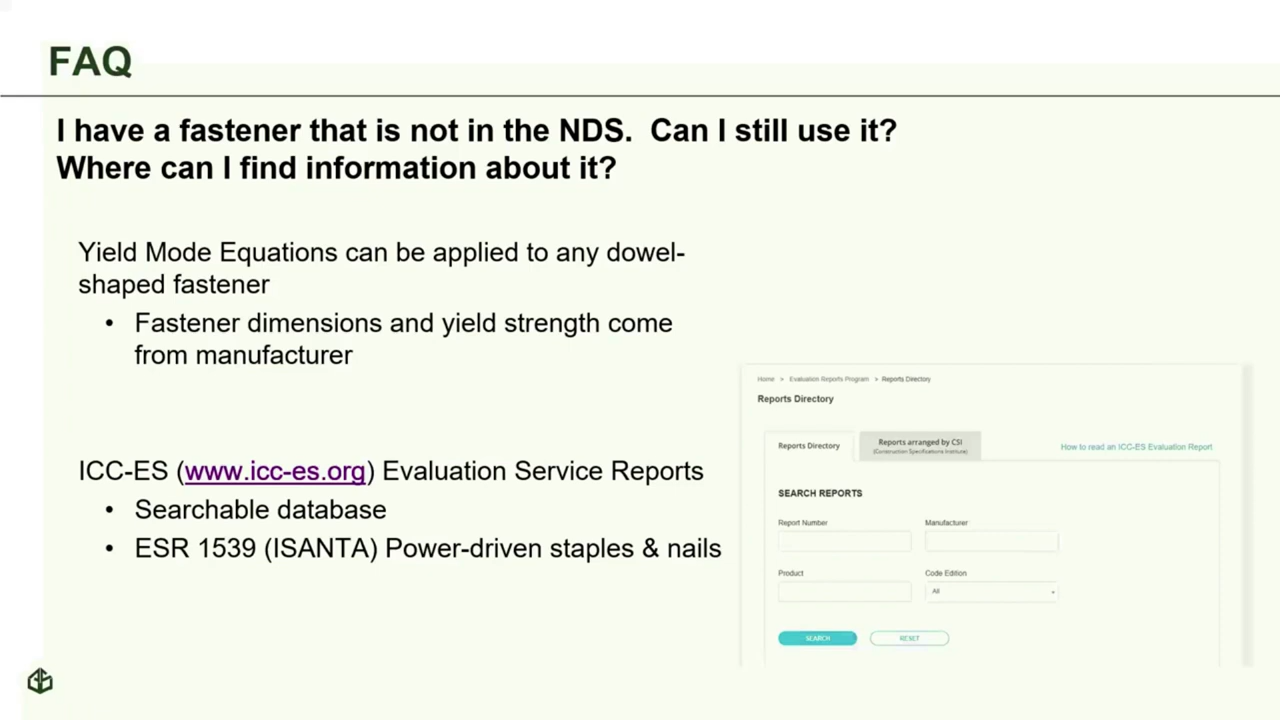 FAQ
I have a fastener that is not in the NDS.  Can I still use it?
Where can I find information about it?
Yield Mode Equations can be applied to any dowel-
shaped fastener
• Fastener dimensions and yield strength come
from manufacturer
ICC-ES (www.icc-es.org) Evaluation Service Reports
• Searchable database
• ESR 1539 (ISANTA) Power-driven staples & nails
Home > Evaluation Reports Program > Reports Directory
Reports Directory
Reports Directory
Reports arranged by CSI
(Construction Specifications Institute)
How to read an ICC-ES Evaluation Report
SEARCH REPORTS
Report Number
Manufacturer
Product
Code Edition
All
SEARCH
RESET